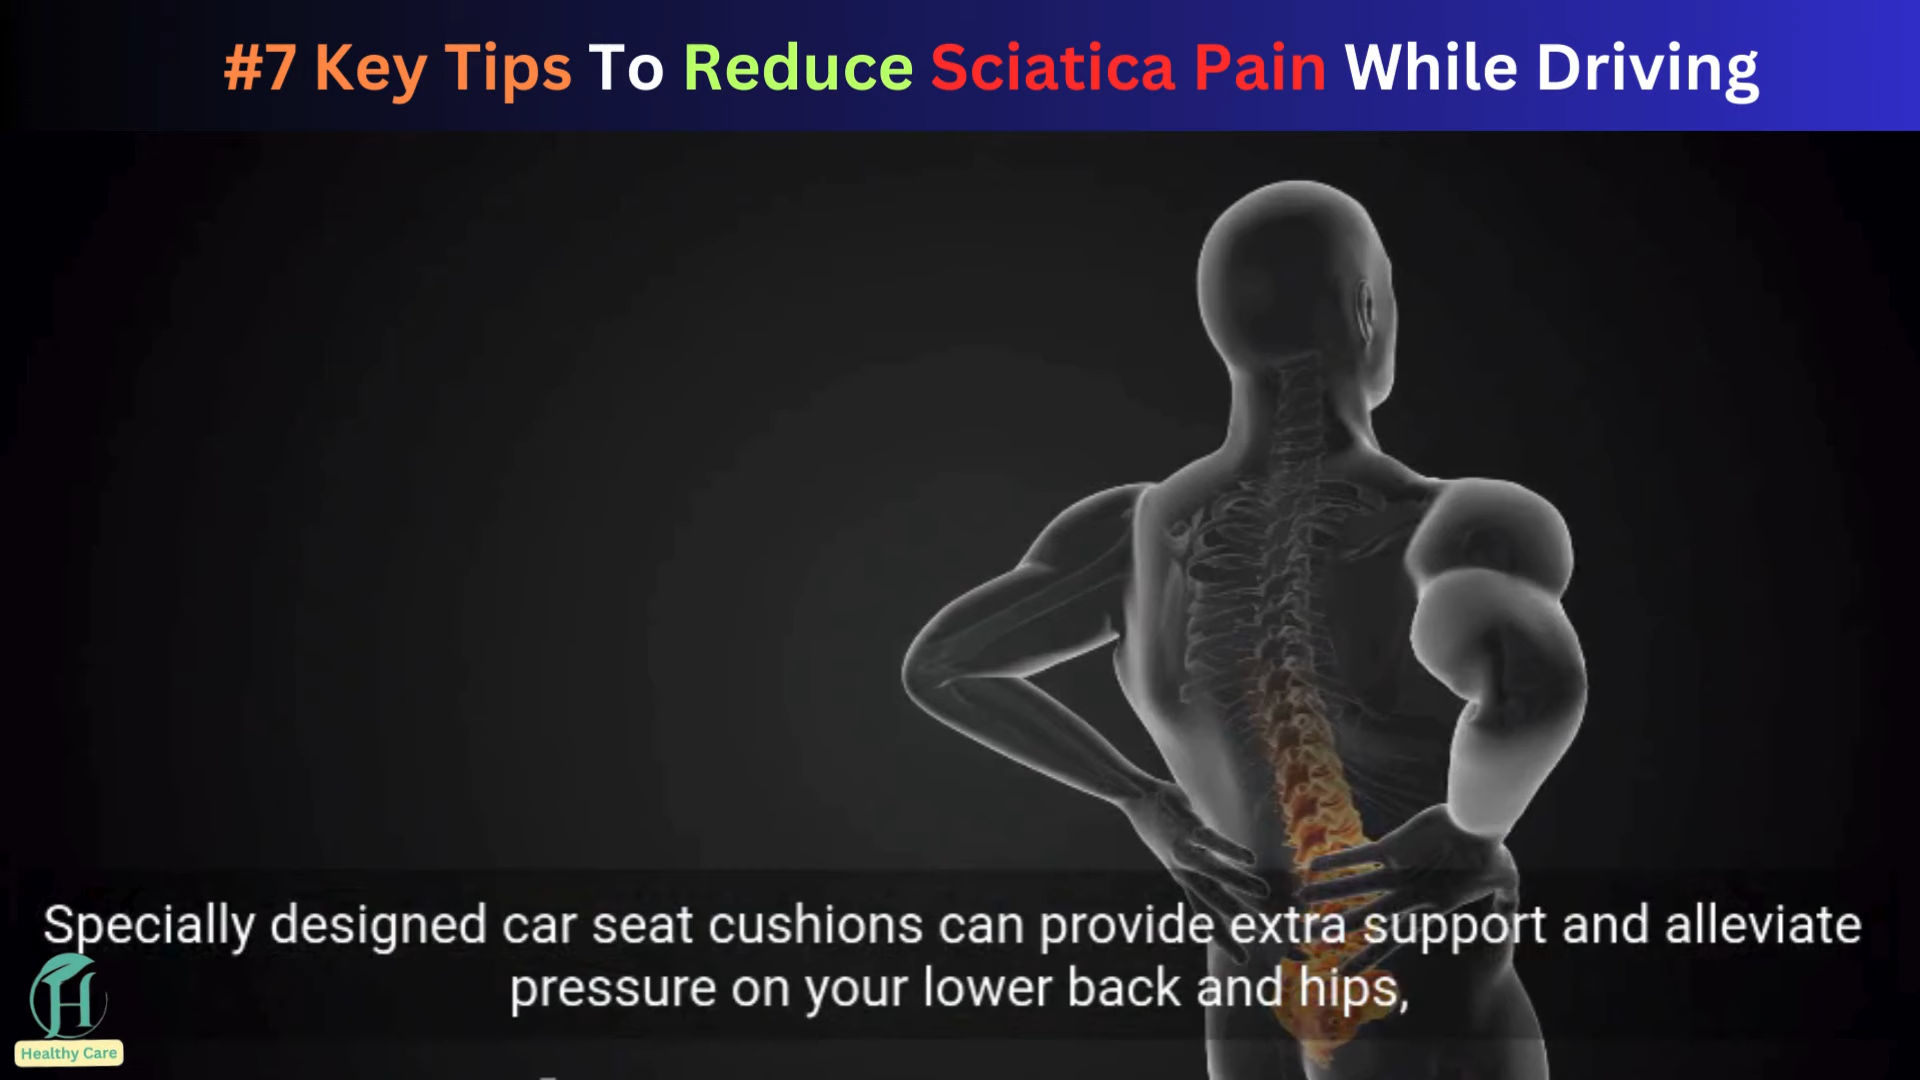 #7 Key Tips To Reduce Sciatica Pain While Driving
Specially designed car seat cushions can provide extra support and alleviate
pressure on your lower back and hips,
H
Healthy Care